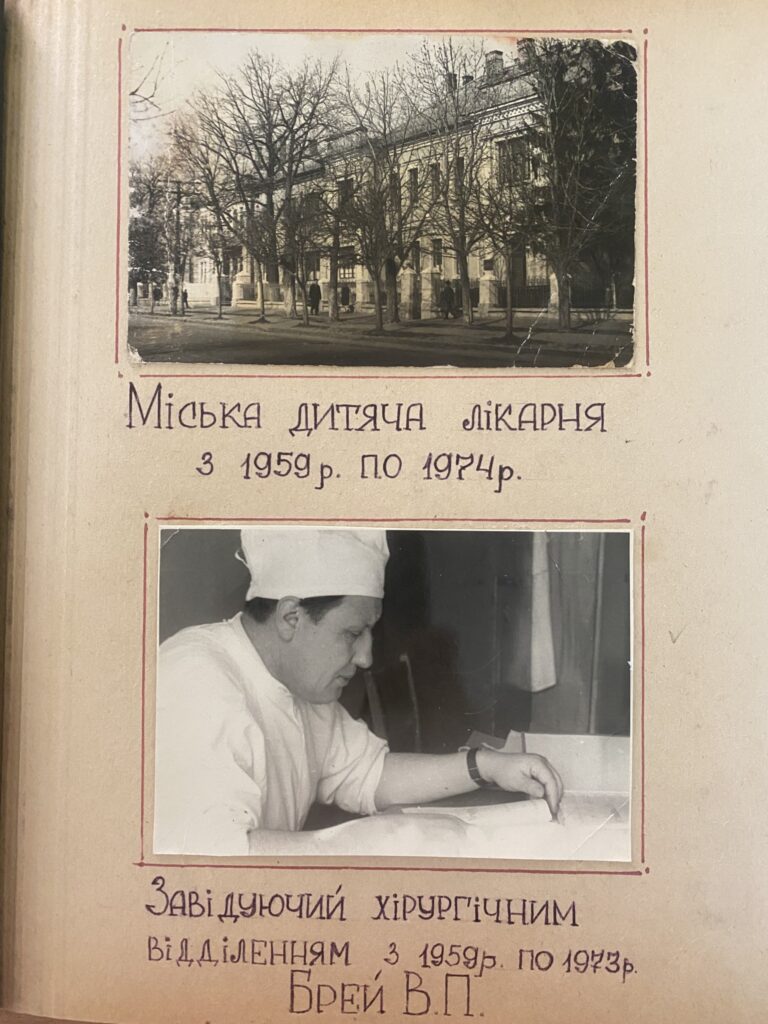 Міська дитяча лікарня
з 1959р. по 1974р.
Завідуючий хірургічним
відділенням з 1959р. по 1973р.
Брей В.П.